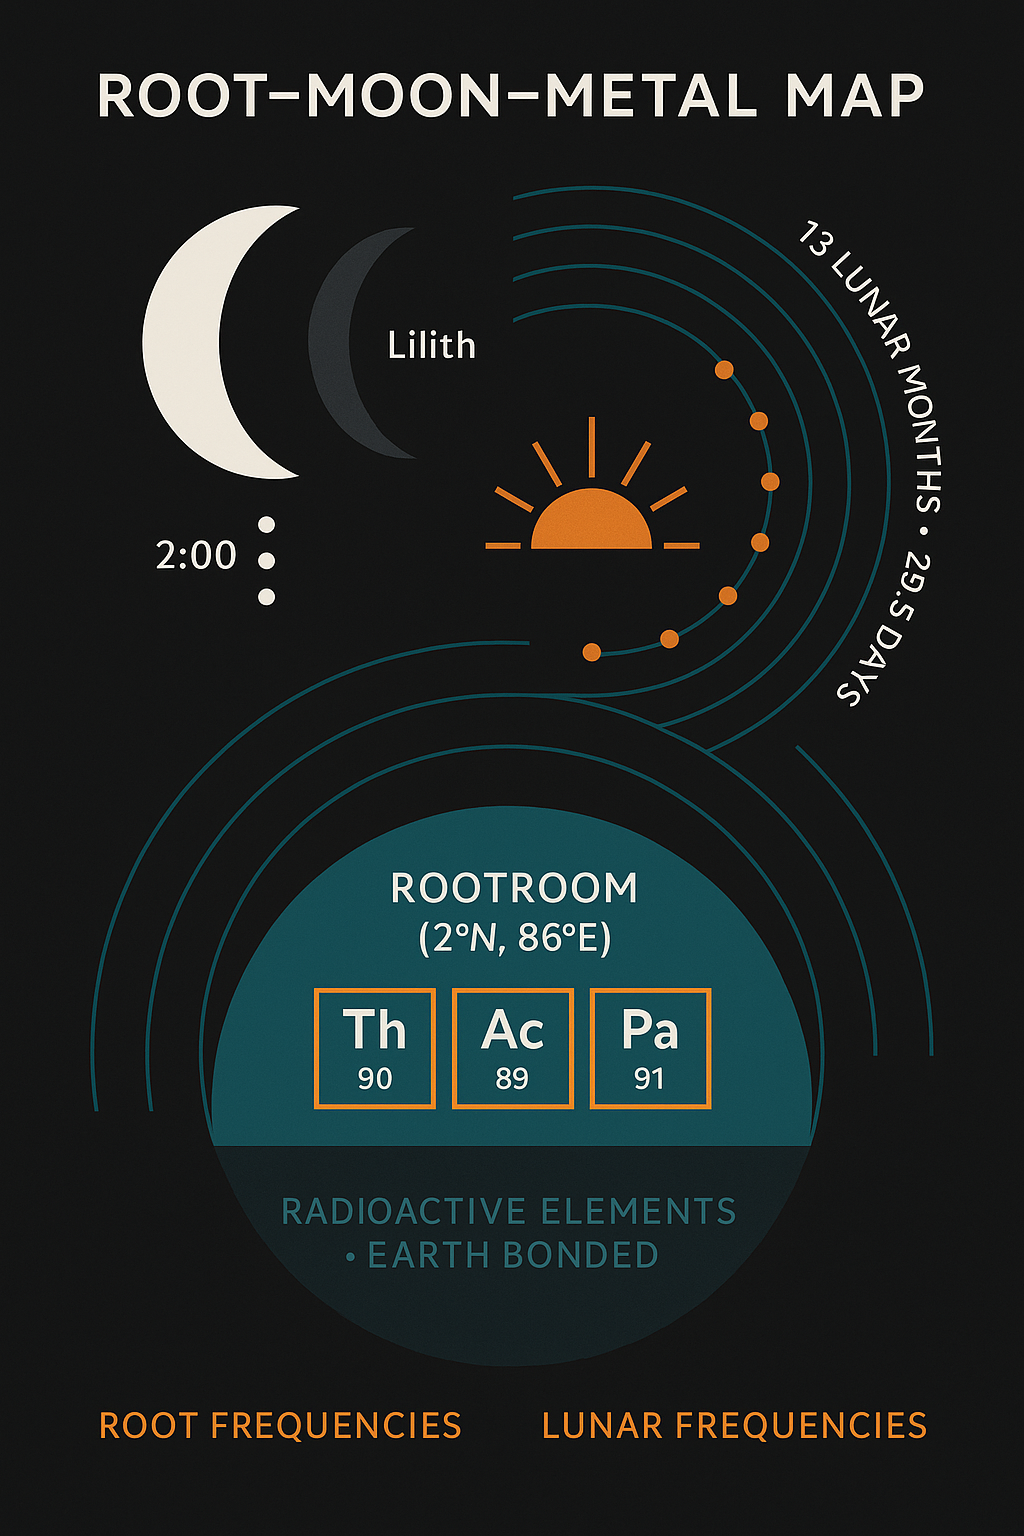 ROOT–MOON–METAL MAP
Lilith
13 LUNAR MONTHS • 29.5 DAYS
2:00
ROOTROOM
(2°N, 86°E)
Th
90
Ac
89
Pa
91
RADIOACTIVE ELEMENTS
• EARTH BONDED
ROOT FREQUENCIES
LUNAR FREQUENCIES